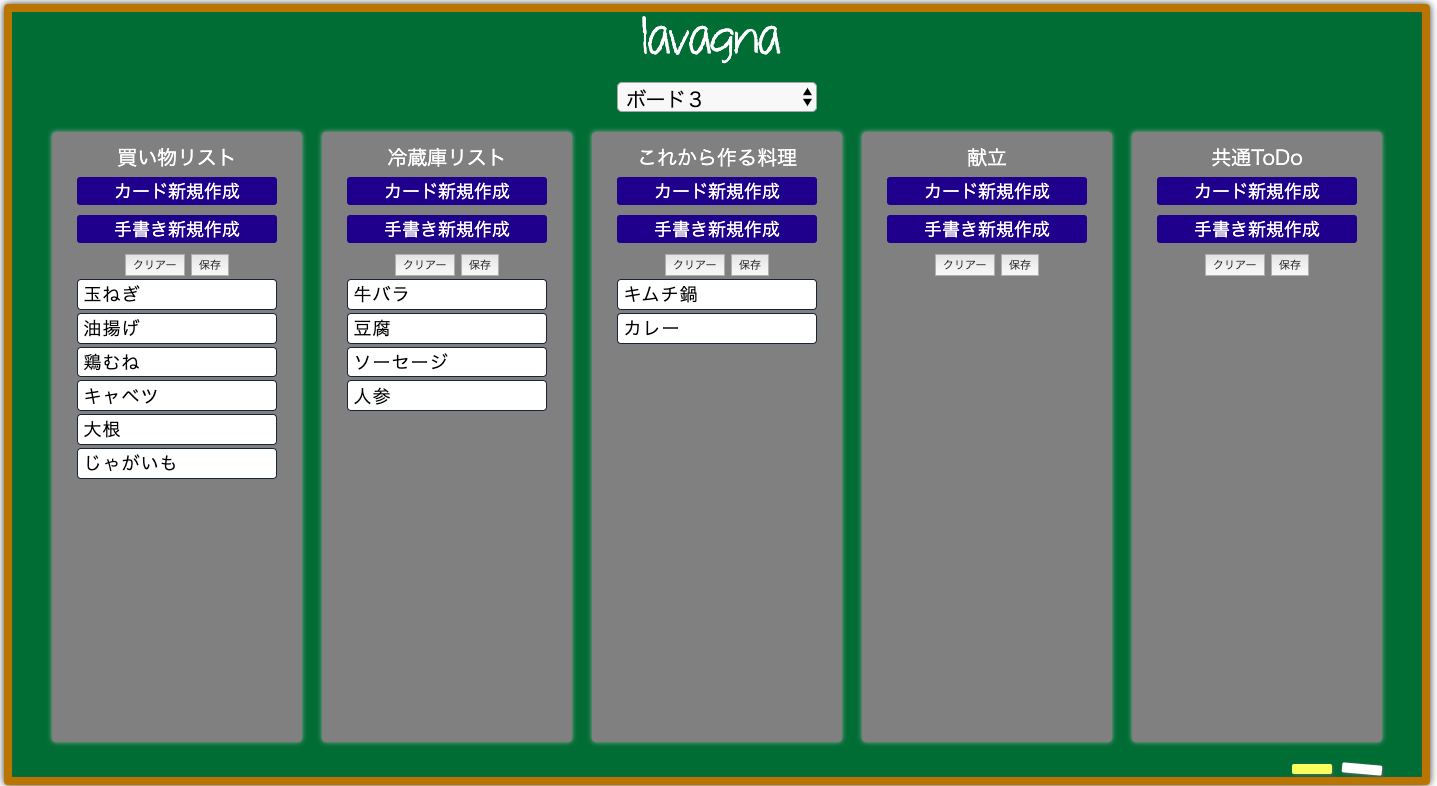 lavagna
ボード３
買い物リスト
カード新規作成
手書き新規作成
クリアー 保存
玉ねぎ
油揚げ
鶏むね
キャベツ
大根
じゃがいも
冷蔵庫リスト
カード新規作成
手書き新規作成
クリアー 保存
牛バラ
豆腐
ソーセージ
人参
これから作る料理
カード新規作成
手書き新規作成
クリアー 保存
キムチ鍋
カレー
献立
カード新規作成
手書き新規作成
クリアー 保存
共通ToDo
カード新規作成
手書き新規作成
クリアー 保存